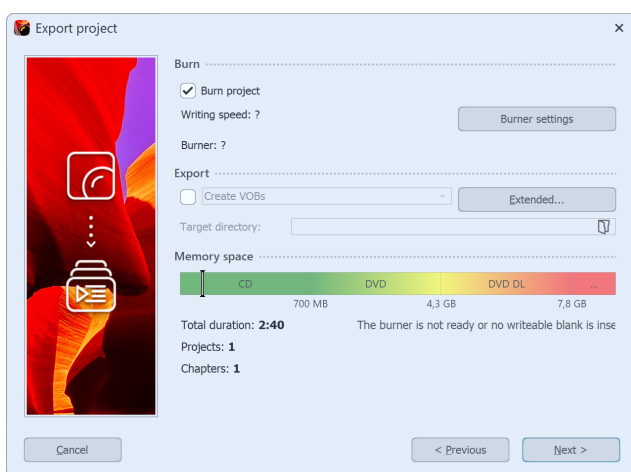 Export project
Burn
Burn project
Writing speed: ?
Burner settings
Burner: ?
Export
Create VOBs
Extended...
Target directory:
Memory space
CD DVD DVD DL ...
700 MB 4,3 GB 7,8 GB
Total duration: 2:40 The burner is not ready or no writeable blank is inse
Projects: 1
Chapters: 1
Cancel < Previous Next >